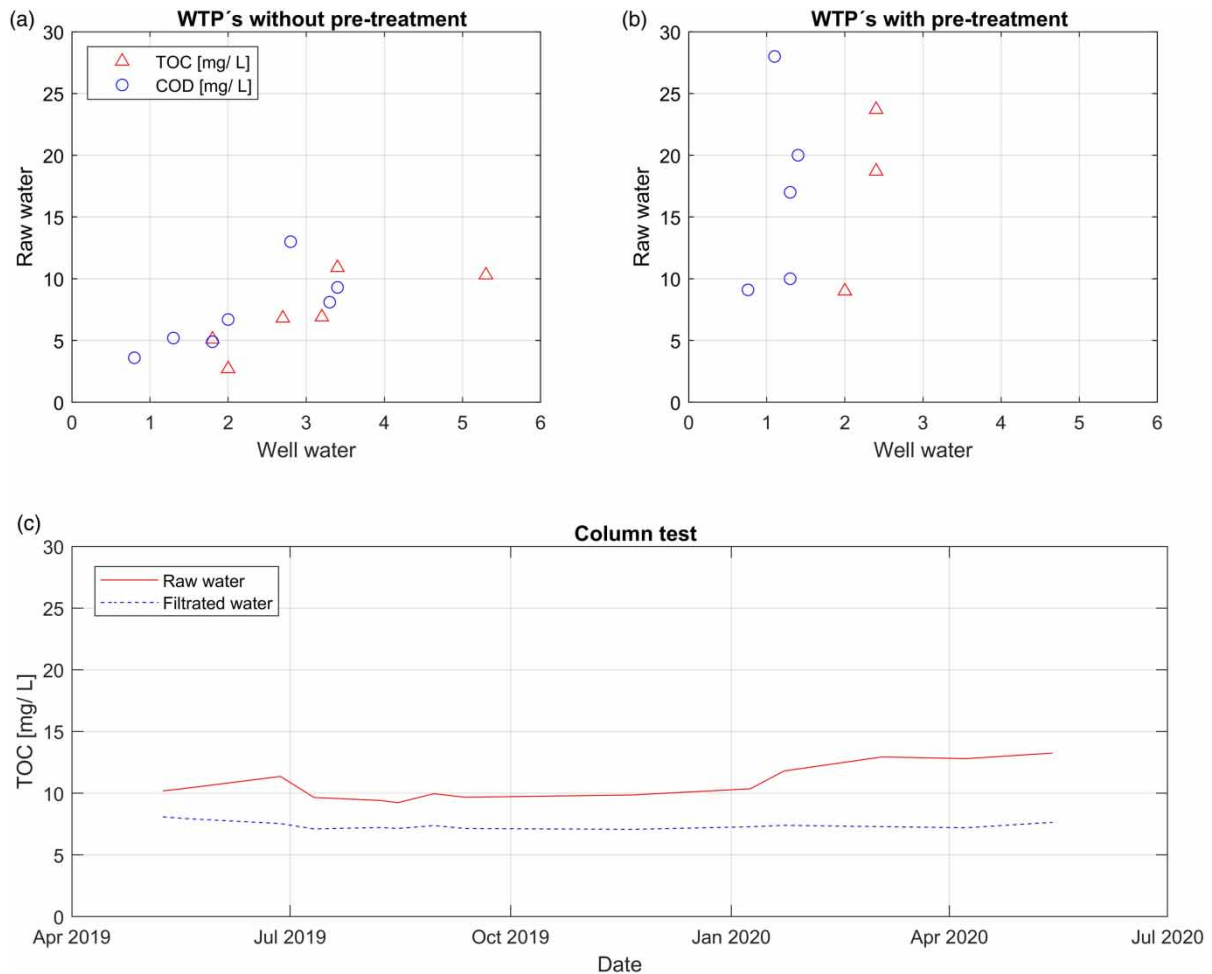 (a)
WTP´s without pre-treatment
30
25
20
15
10
5
0
Raw water
TOC [mg/ L]
COD [mg/ L]
0 1 2 3 4 5 6
Well water
(b)
WTP´s with pre-treatment
30
25
20
15
10
5
0
Raw water
0 1 2 3 4 5 6
Well water
(c)
Column test
30
25
20
15
10
5
0
TOC [mg/ L]
Raw water
Filtrated water
Apr 2019 Jul 2019 Oct 2019 Jan 2020 Apr 2020 Jul 2020
Date